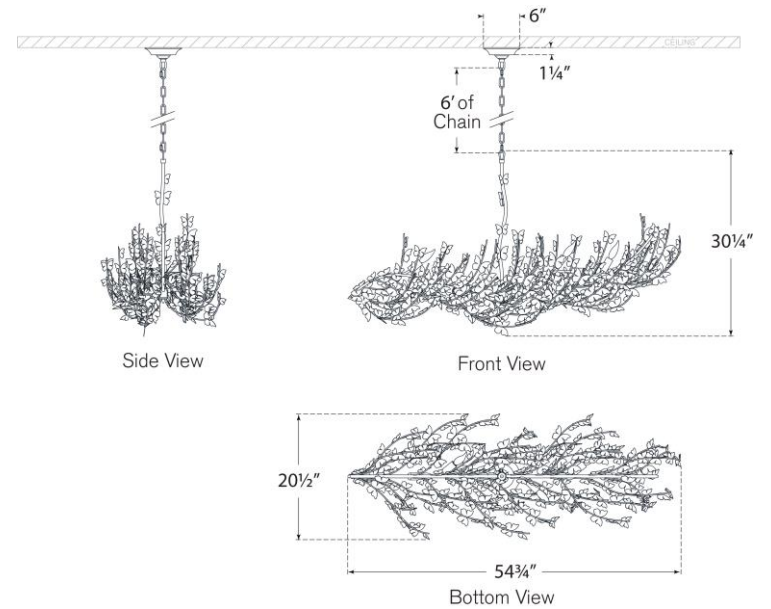 6”
CEILING
1¼”
6’ of
Chain
30¼”
Side View
Front View
20½”
54¾”
Bottom View